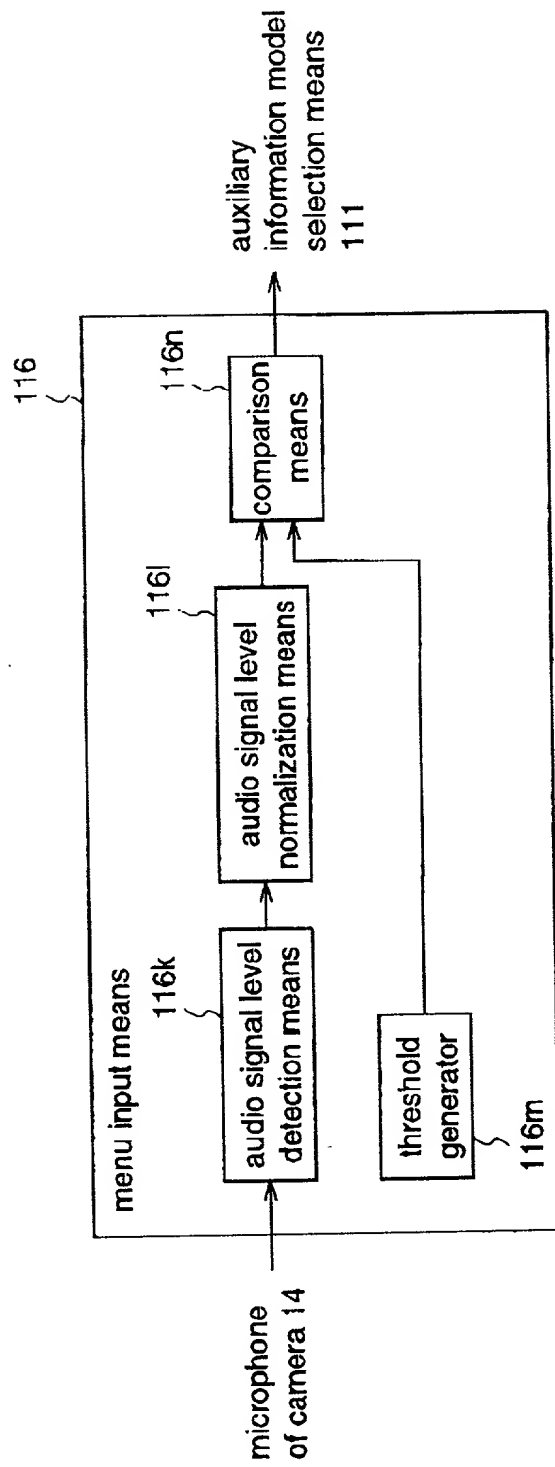 116
menu input means
116k
audio signal level
detection means
116l
audio signal level
normalization means
116n
comparison
means
threshold
generator
116m
microphone
of camera 14
auxiliary
information model
selection means
111